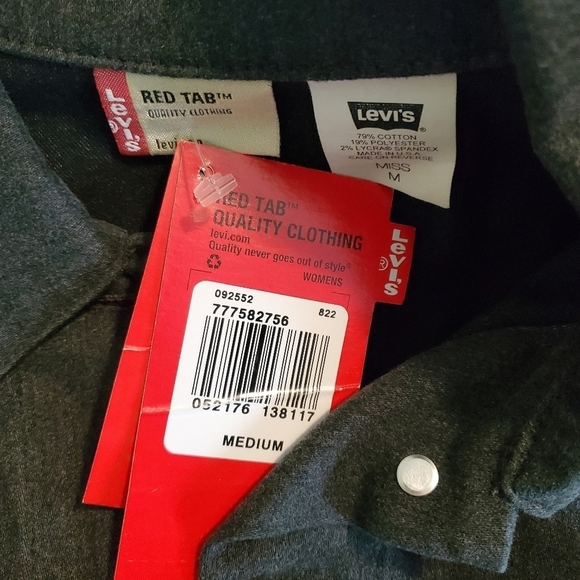 Levi's
RED TAB™
QUALITY CLOTHING
Levi's®
79% COTTON
19% POLYESTER
2% LYCRA® SPANDEX
MADE IN U.S.A.
CARE ON REVERSE
MISS
M
RED TAB™
QUALITY CLOTHING
levi.com
Quality never goes out of style®
WOMENS
Levi's®
092552
777582756 822
052176 138117
MEDIUM